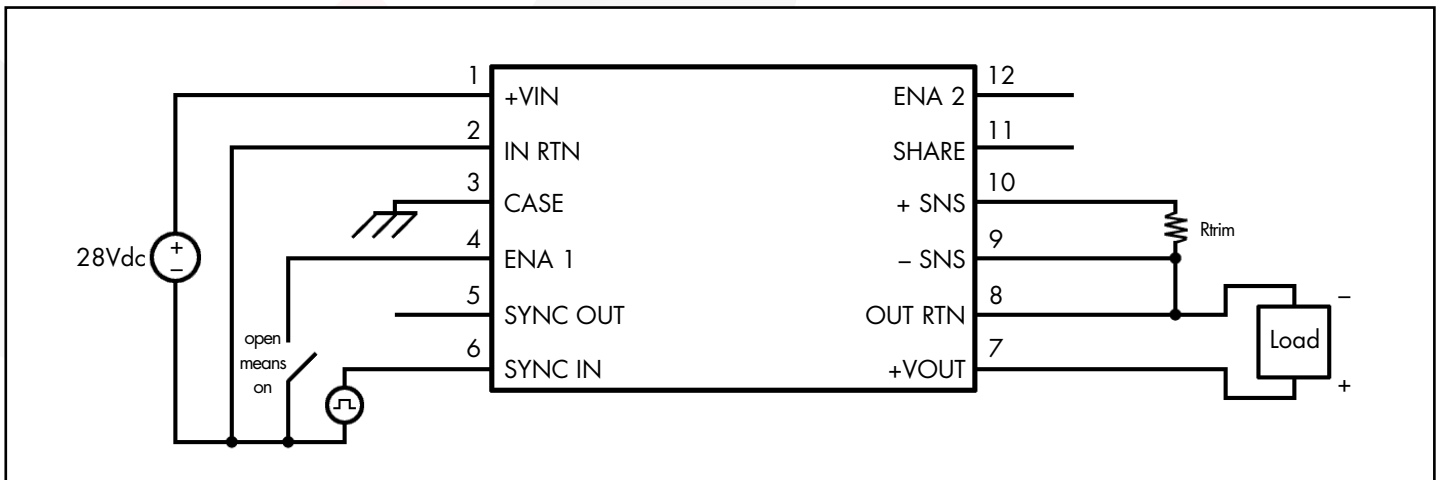 1
+VIN
2
IN RTN
3
CASE
4
ENA 1
5
SYNC OUT
6
SYNC IN
12
ENA 2
11
SHARE
10
+ SNS
9
– SNS
8
OUT RTN
7
+VOUT
28Vdc
+
–
open
means
on
Rtrim
–
Load
+